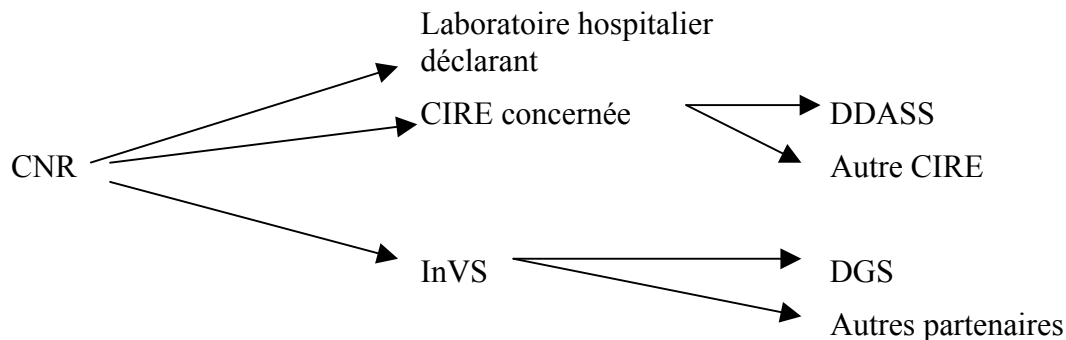 Laboratoire hospitalier
déclarant
CIRE concernée
DDASS
CNR
Autre CIRE
InVS
DGS
Autres partenaires